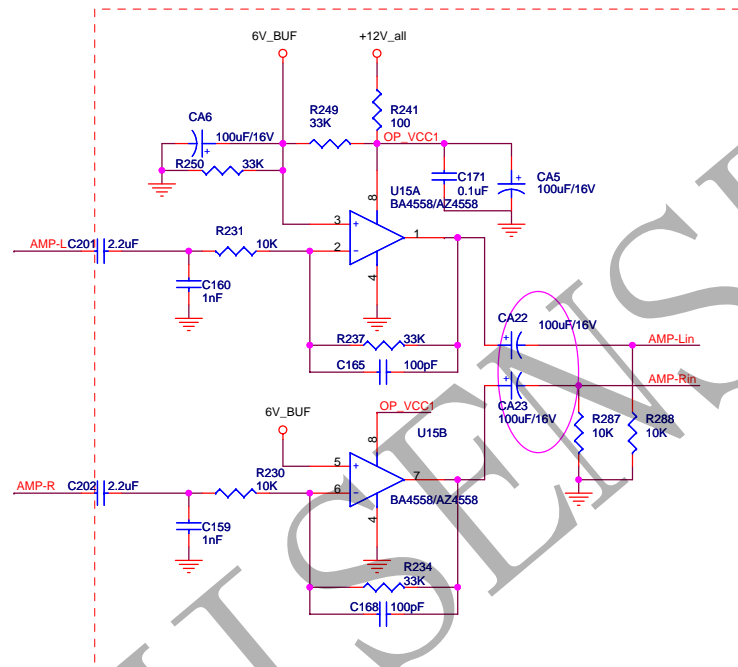 6V_BUF
+12V_all
CA6
100uF/16V
R249
33K
R241
100
OP_VCC1
R250
33K
C171
0.1uF
CA5
100uF/16V
8
U15A
BA4558/AZ4558
3
+
1
2
-
4
AMP-L
C201
2.2uF
R231
10K
C160
1nF
R237
33K
C165
100pF
CA22
100uF/16V
AMP-Lin
AMP-Rin
CA23
100uF/16V
R287
10K
R288
10K
6V_BUF
OP_VCC1
8
U15B
5
+
7
6
-
BA4558/AZ4558
4
AMP-R
C202
2.2uF
R230
10K
C159
1nF
R234
33K
C168
100pF